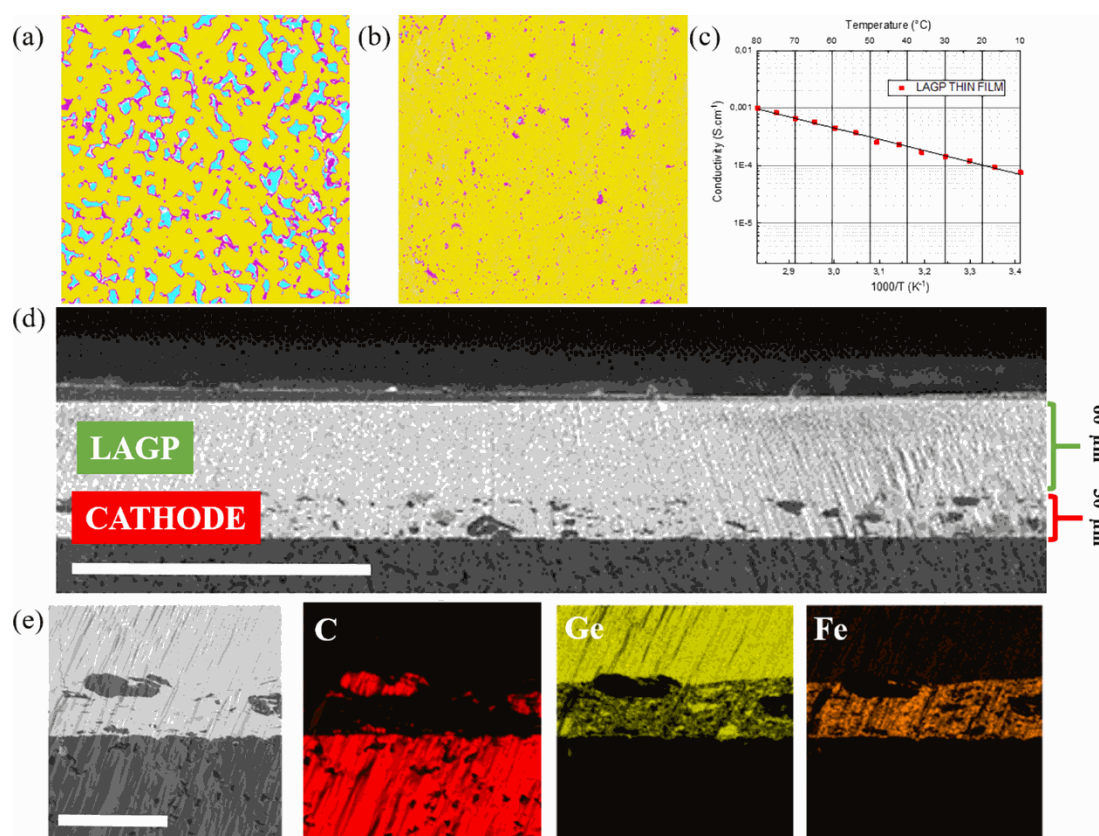 (a)
(b)
(c)
Temperature (°C)
80 70 60 50 40 30 20 10
0,01
0,001
1E-4
1E-5
Conductivity (S.cm⁻¹)
LAGP THIN FILM
2,9 3,0 3,1 3,2 3,3 3,4
1000/T (K⁻¹)
(d)
LAGP
CATHODE
µm
µm
(e)
C
Ge
Fe